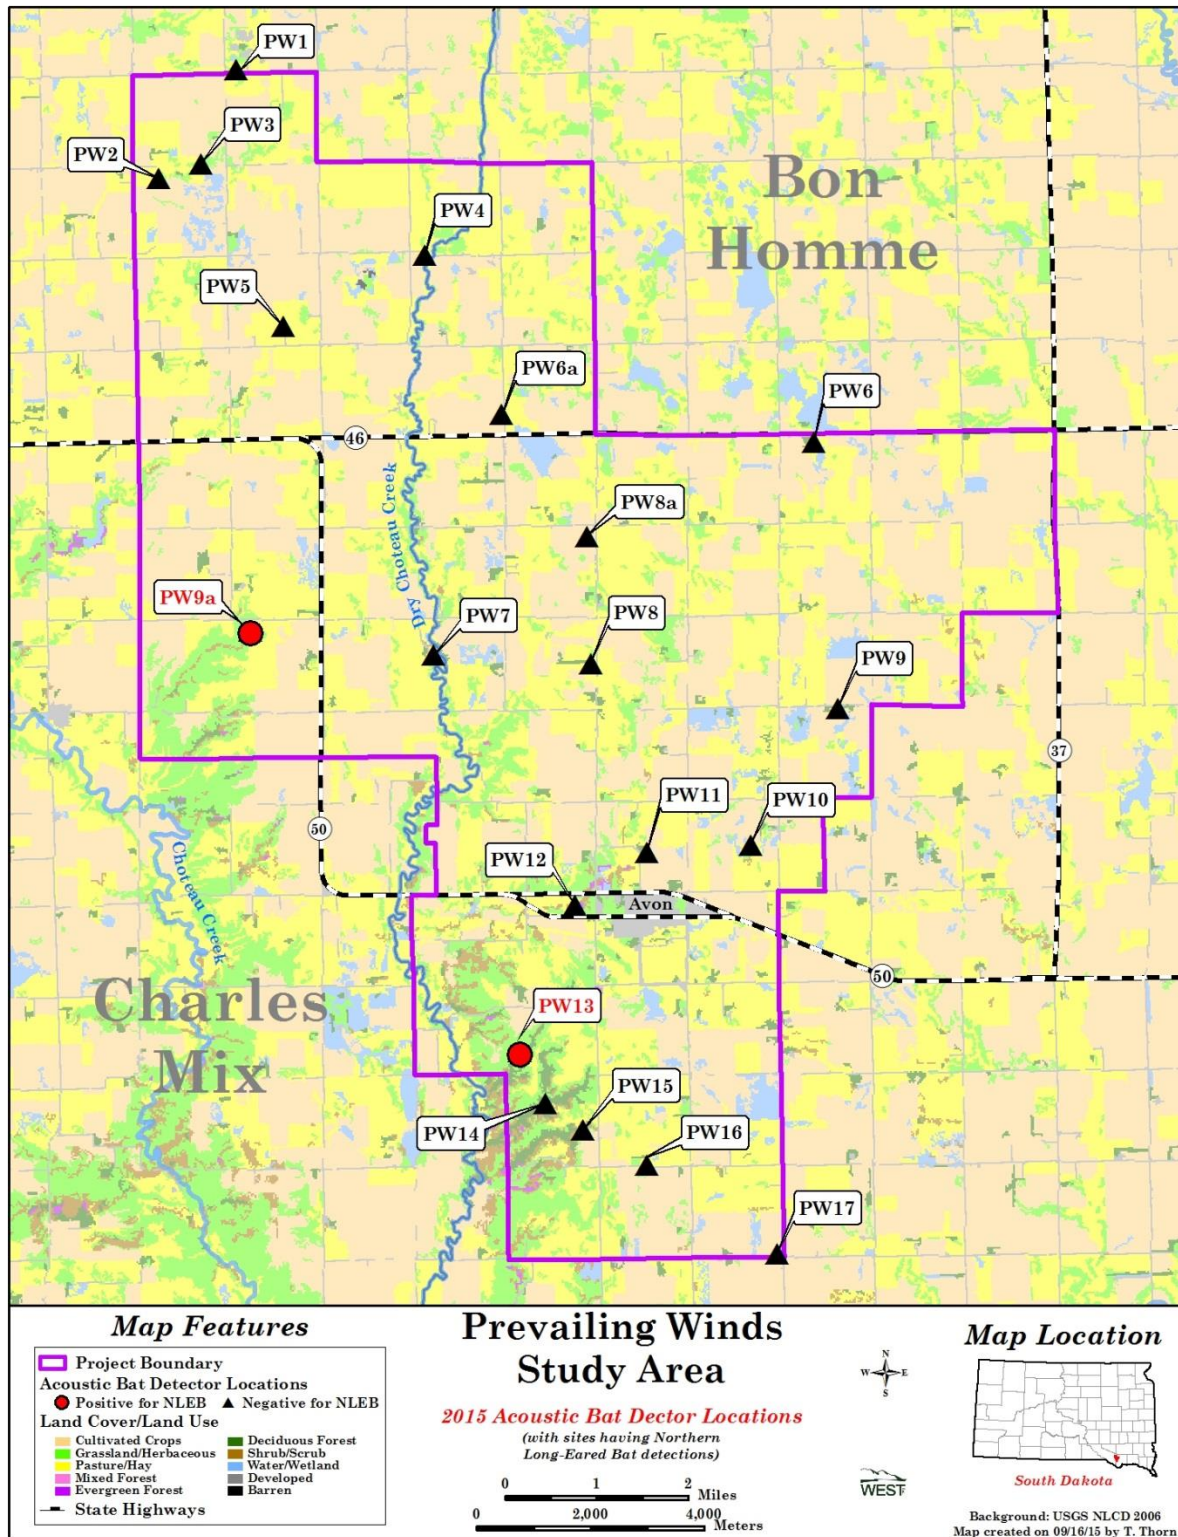 PW1
PW3
PW2
Bon
Homme
PW4
PW5
PW6a
PW6
46
Dry Choteau Creek
PW8a
PW9a
PW7
PW8
PW9
37
PW11
PW10
50
PW12
Choteau Creek
Avon
50
Charles
Mix
PW13
PW15
PW14
PW16
PW17
Map Features
Project Boundary
Acoustic Bat Detector Locations
Positive for NLEB
Negative for NLEB
Land Cover/Land Use
Cultivated Crops
Grassland/Herbaceous
Pasture/Hay
Mixed Forest
Evergreen Forest
Deciduous Forest
Shrub/Scrub
Water/Wetland
Developed
Barren
State Highways
Prevailing Winds
Study Area
2015 Acoustic Bat Dector Locations
(with sites having Northern
Long-Eared Bat detections)
0 1 2
Miles
0 2,000 4,000
Meters
N
W E
S
WEST
Map Location
South Dakota
Background: USGS NLCD 2006
Map created on 09/16/15 by T. Thorn